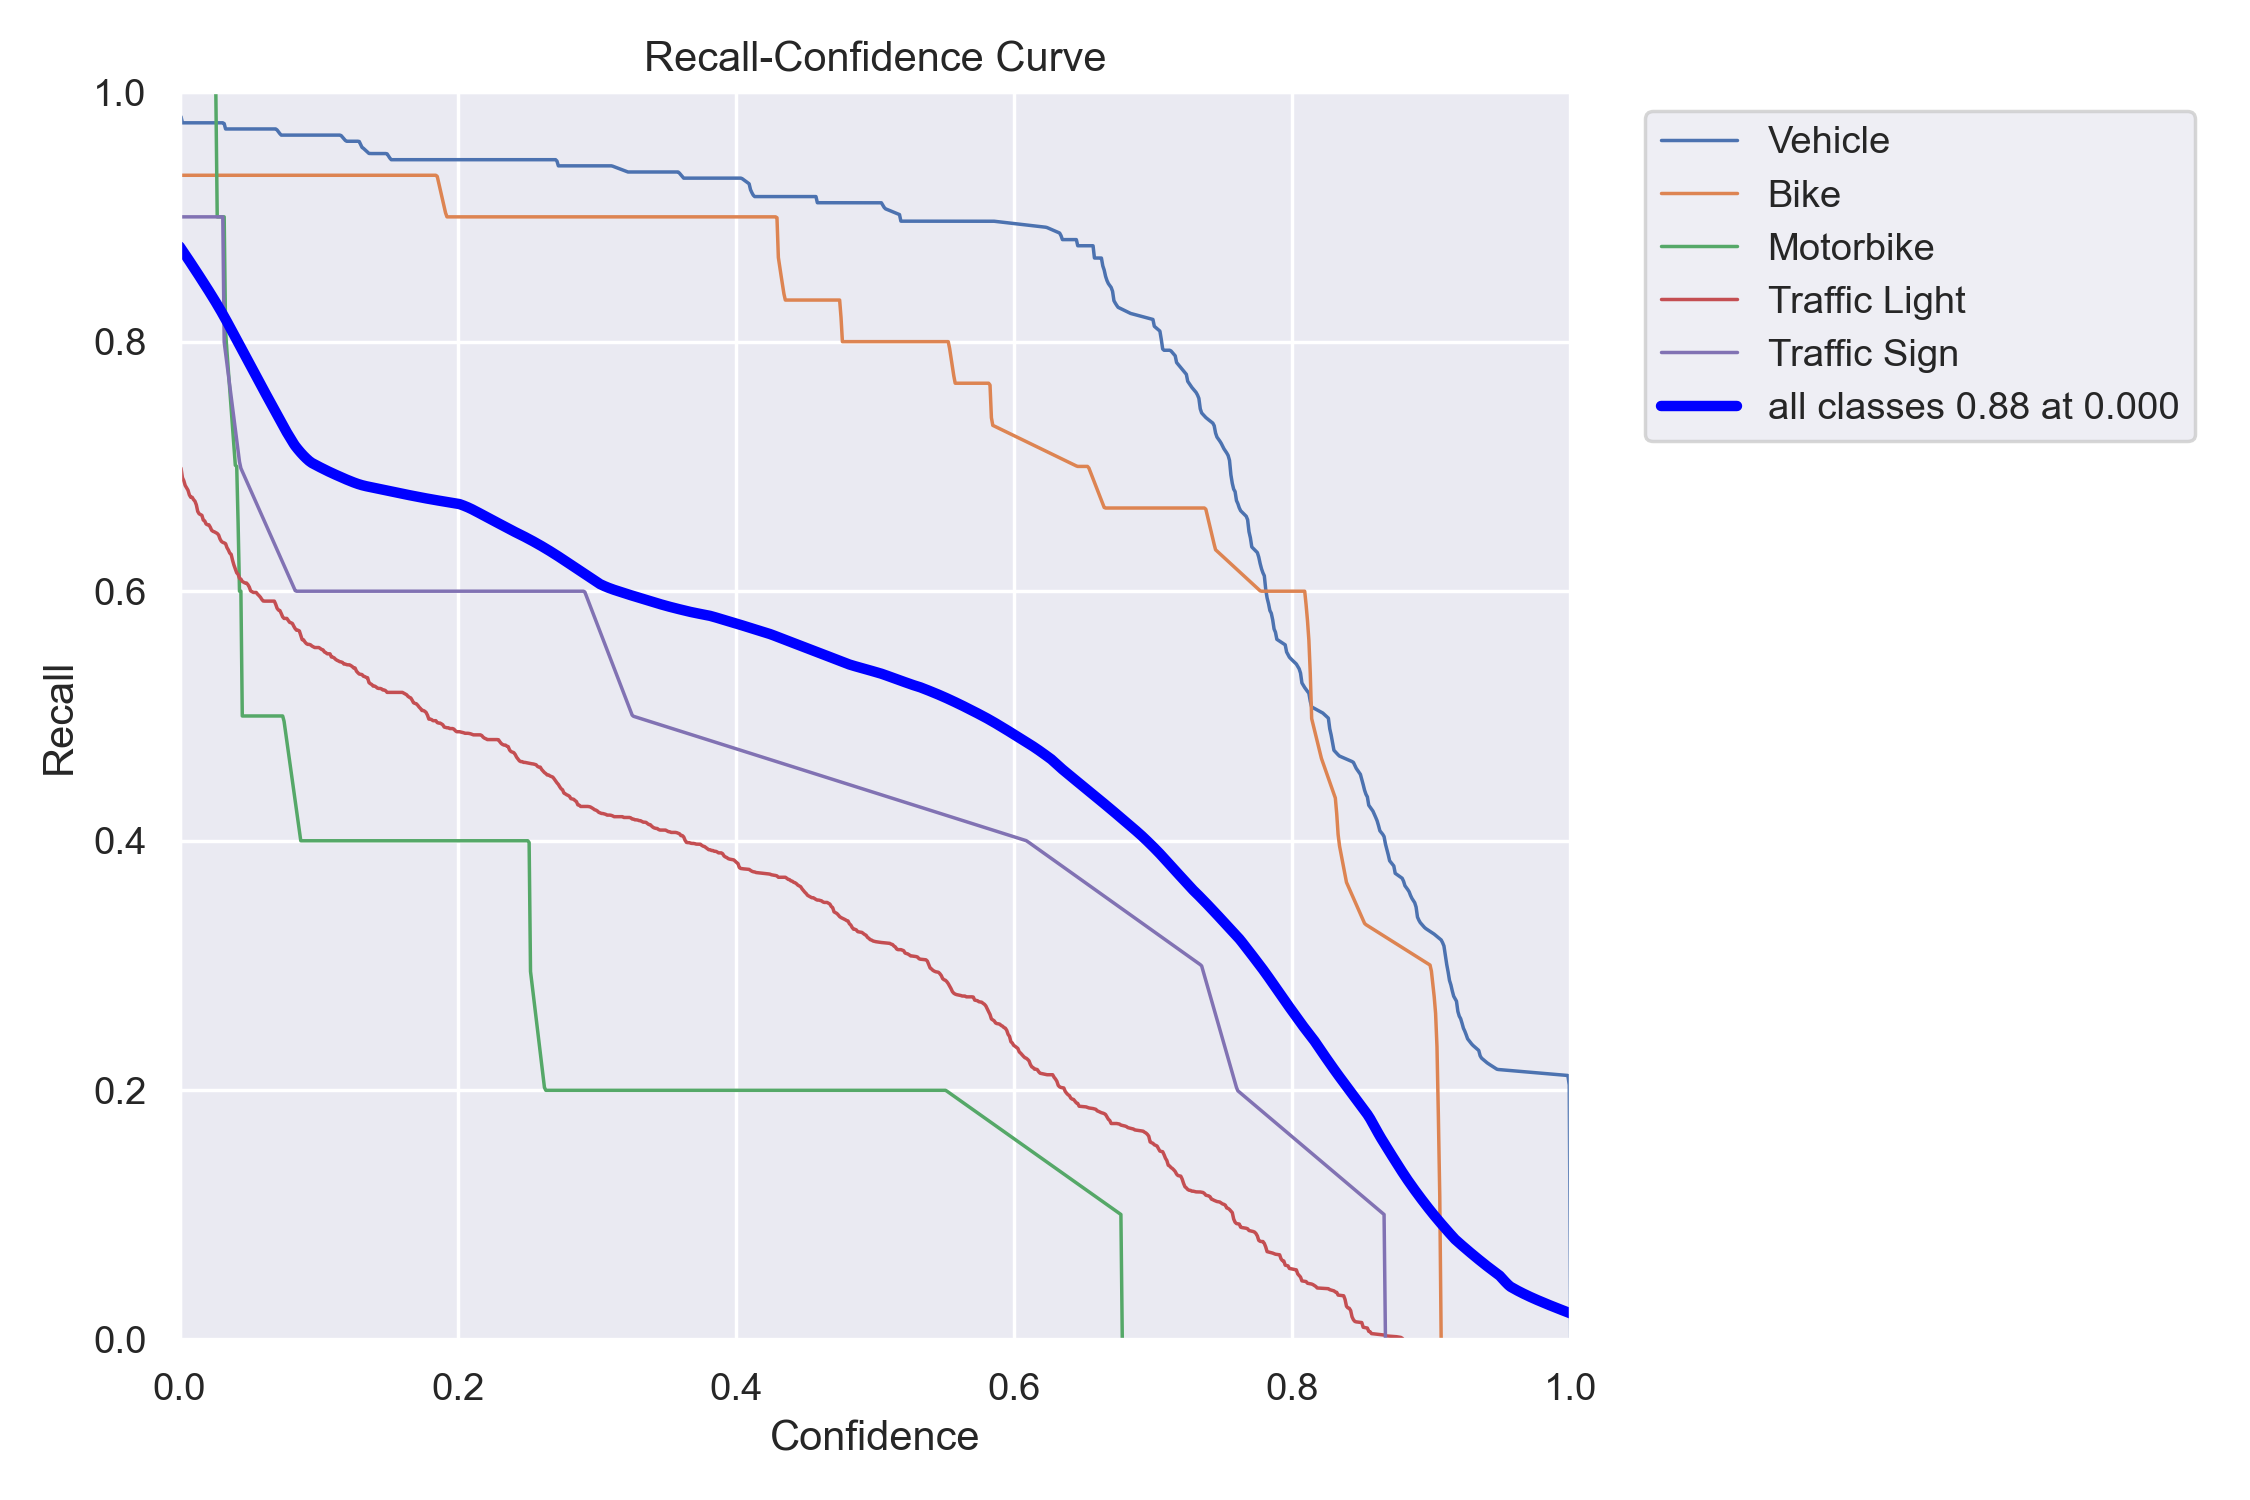 Recall-Confidence Curve
1.0
0.8
0.6
0.4
0.2
0.0
Recall
0.0 0.2 0.4 0.6 0.8 1.0
Confidence
Vehicle
Bike
Motorbike
Traffic Light
Traffic Sign
all classes 0.88 at 0.000